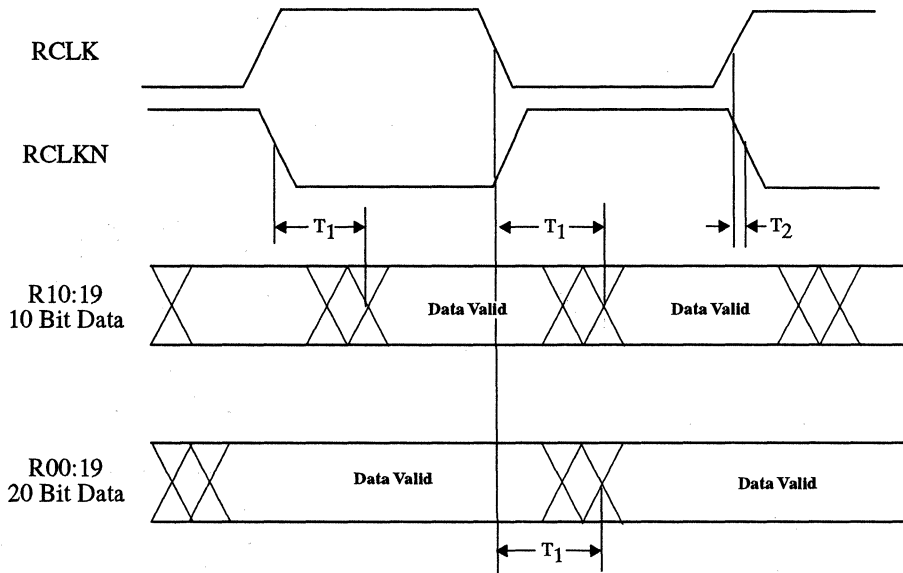 RCLK
RCLKN
T1
T1
T2
R10:19
10 Bit Data
Data Valid
Data Valid
R00:19
20 Bit Data
Data Valid
Data Valid
T1